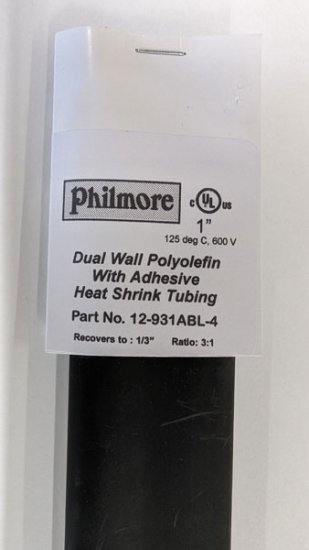 Philmore
c UL us
1"
125 deg C, 600 V
Dual Wall Polyolefin
With Adhesive
Heat Shrink Tubing
Part No. 12-931ABL-4
Recovers to : 1/3" Ratio: 3:1